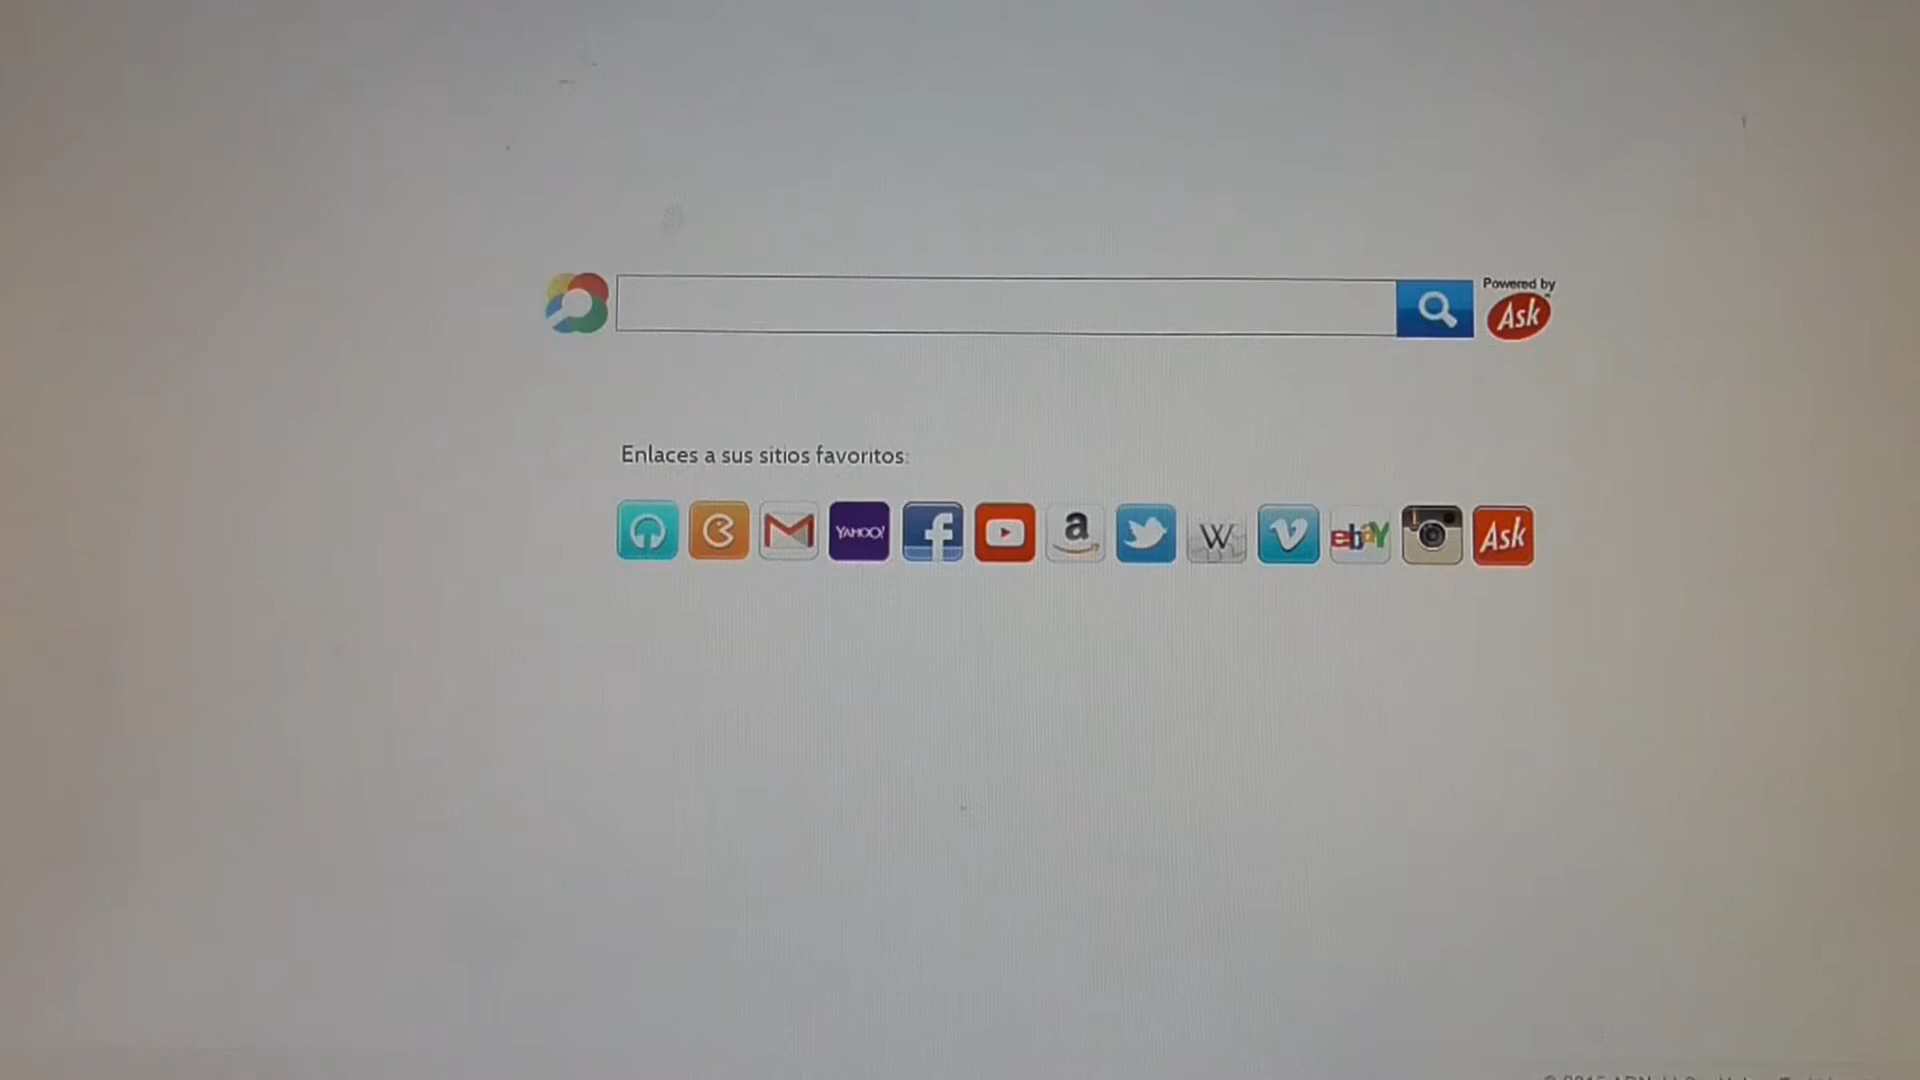 Powered by
Ask
Enlaces a sus sitios favoritos:
YAHOO! f a W v ebaY Ask